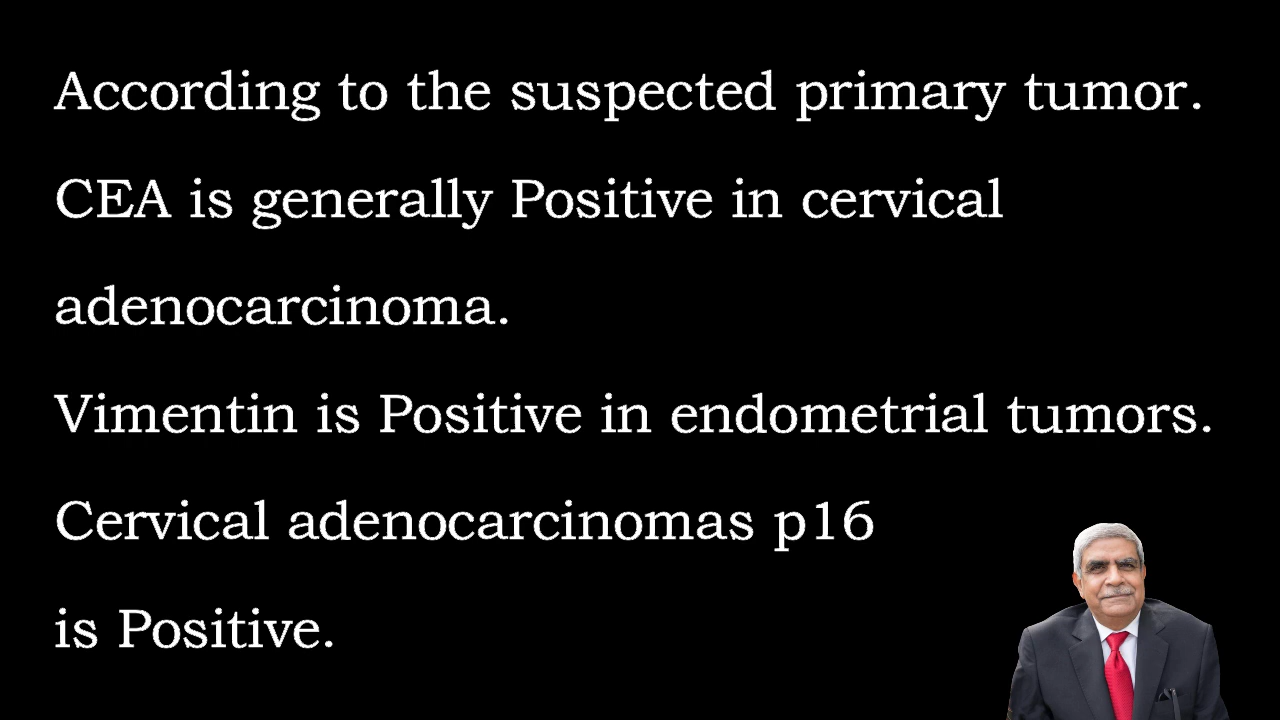 According to the suspected primary tumor.
CEA is generally Positive in cervical
adenocarcinoma.
Vimentin is Positive in endometrial tumors.
Cervical adenocarcinomas p16
is Positive.